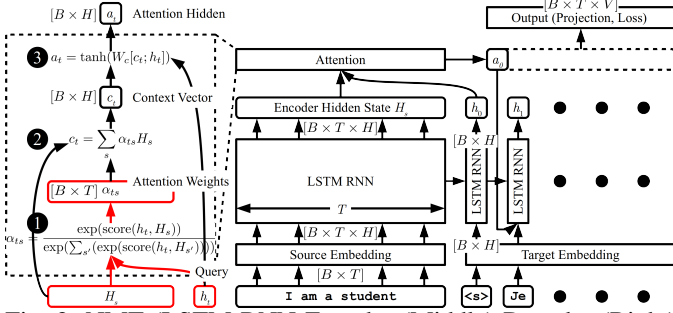 [B × H] a_t Attention Hidden
3 a_t = tanh(W_c[c_t; h_t])
[B × H] c_t Context Vector
2 c_t = ∑_s α_ts H_s
Attention Weights
[B × T] α_ts
1 α_ts = exp(score(h_t, H_s)) / exp(∑_s'(exp(score(h_t, H_s'))))
Query
H_s
h_t
[B × T × V]
Output (Projection, Loss)
Attention
a_0
Encoder Hidden State H_s
h_0
h_1
[B × T × H]
[B × H]
LSTM RNN
LSTM RNN
LSTM RNN
T
[B × T × H]
[B × H]
Source Embedding
Target Embedding
[B × T]
I am a student
<s>
Je